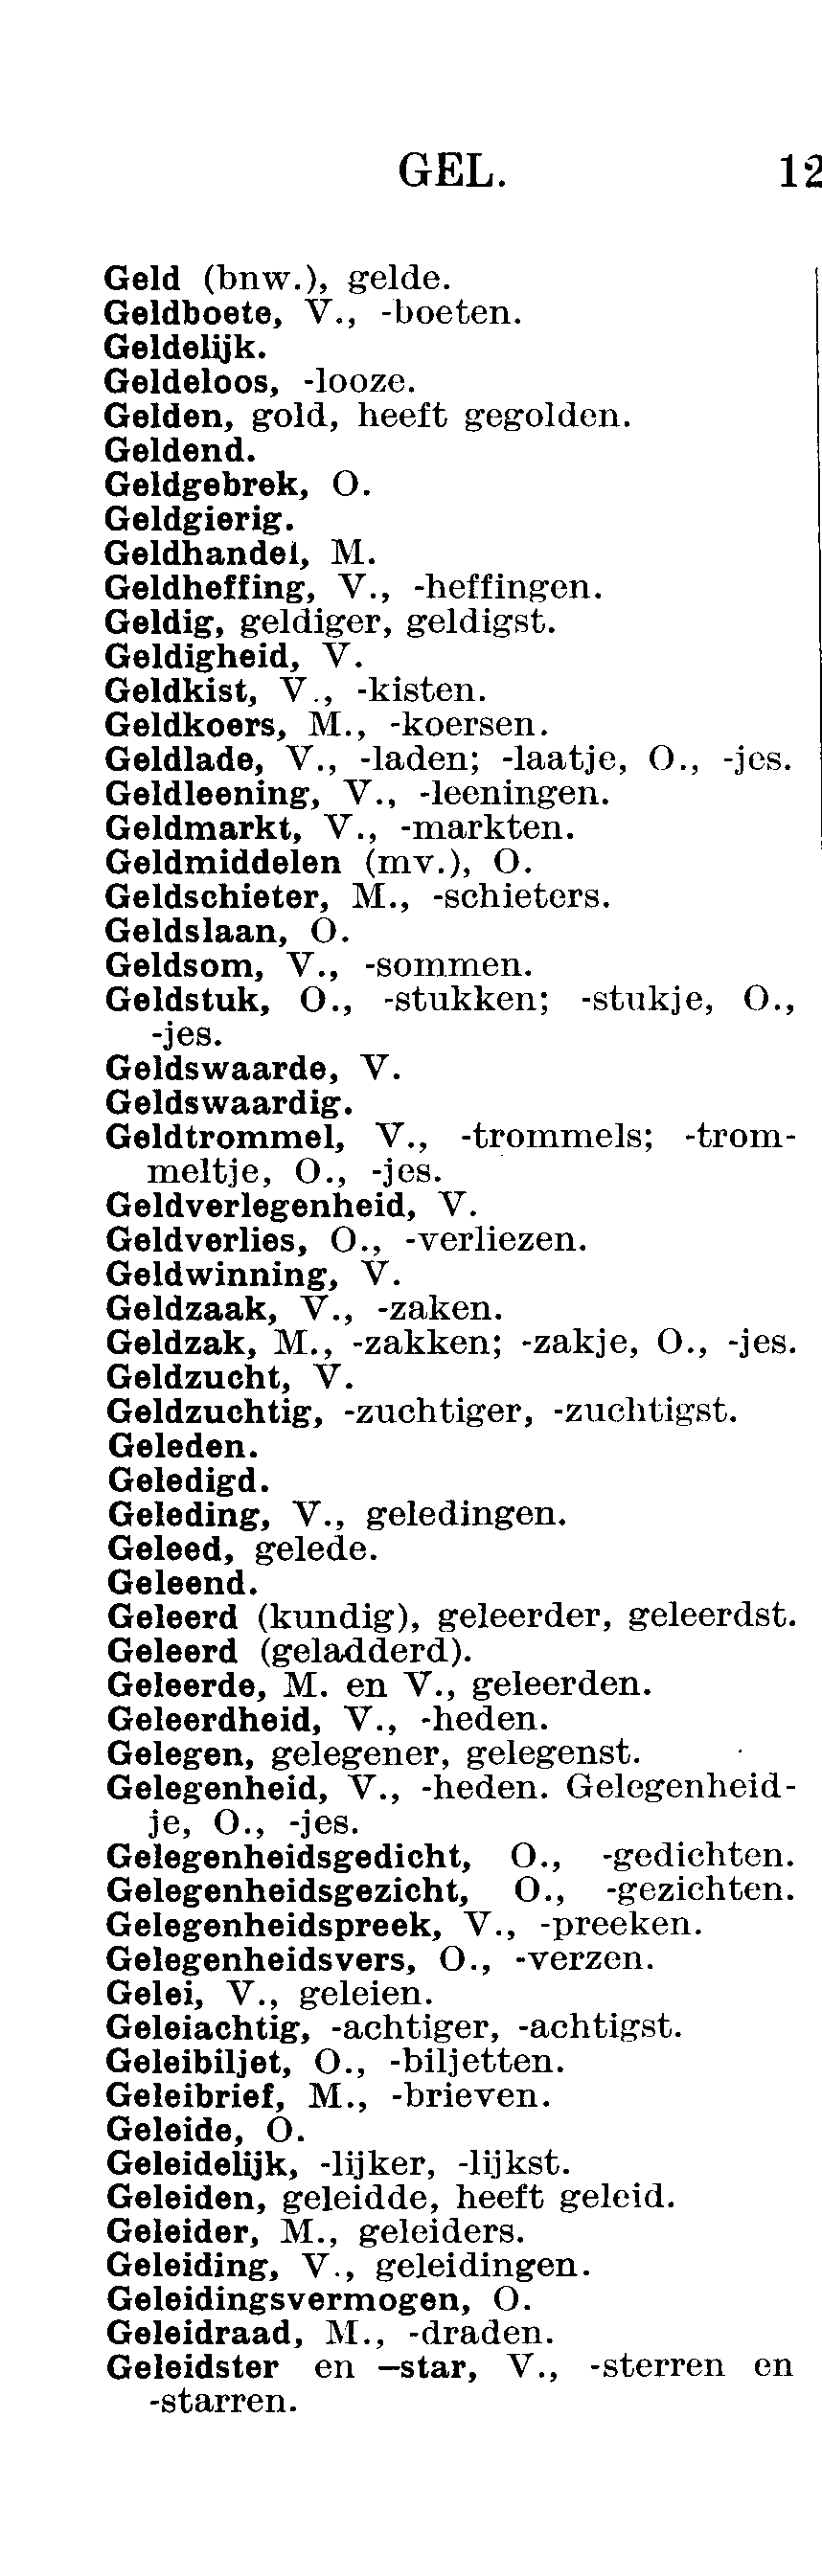 GEL. 12
Geld (bnw.), gelde.
Geldboete, V., -boeten.
Geldelijk.
Geldeloos, -looze.
Gelden, gold, heeft gegolden.
Geldend.
Geldgebrek, O.
Geldgierig.
Geldhandel, M.
Geldheffing, V., -heffingen.
Geldig, geldiger, geldigst.
Geldigheid, V.
Geldkist, V., -kisten.
Geldkoers, M., -koersen.
Geldlade, V., -laden; -laatje, O., -jes.
Geldleening, V., -leeningen.
Geldmarkt, V., -markten.
Geldmiddelen (mv.), O.
Geldschieter, M., -schieters.
Geldslaan, O.
Geldsom, V., -sommen.
Geldstuk, O., -stukken; -stukje, O.,
-jes.
Geldswaarde, V.
Geldswaardig.
Geldtrommel, V., -trommels; -trom-
meltje, O., -jes.
Geldverlegenheid, V.
Geldverlies, O., -verliezen.
Geldwinning, V.
Geldzaak, V., -zaken.
Geldzak, M., -zakken; -zakje, O., -jes.
Geldzucht, V.
Geldzuchtig, -zuchtiger, -zuchtigst.
Geleden.
Geledigd.
Geleding, V., geledingen.
Geleed, gelede.
Geleend.
Geleerd (kundig), geleerder, geleerdst.
Geleerd (geladderd).
Geleerde, M. en V., geleerden.
Geleerdheid, V., -heden.
Gelegen, gelegener, gelegenst.
Gelegenheid, V., -heden. Gelegenheid-
je, O., -jes.
Gelegenheidsgedicht, O., -gedichten.
Gelegenheidsgezicht, O., -gezichten.
Gelegenheidspreek, V., -preeken.
Gelegenheidsvers, O., -verzen.
Gelei, V., geleien.
Geleiachtig, -achtiger, -achtigst.
Geleibiljet, O., -biljetten.
Geleibrief, M., -brieven.
Geleide, O.
Geleidelijk, -lijker, -lijkst.
Geleiden, geleidde, heeft geleid.
Geleider, M., geleiders.
Geleiding, V., geleidingen.
Geleidingsvermogen, O.
Geleidraad, M., -draden.
Geleidster en –star, V., -sterren en
-starren.